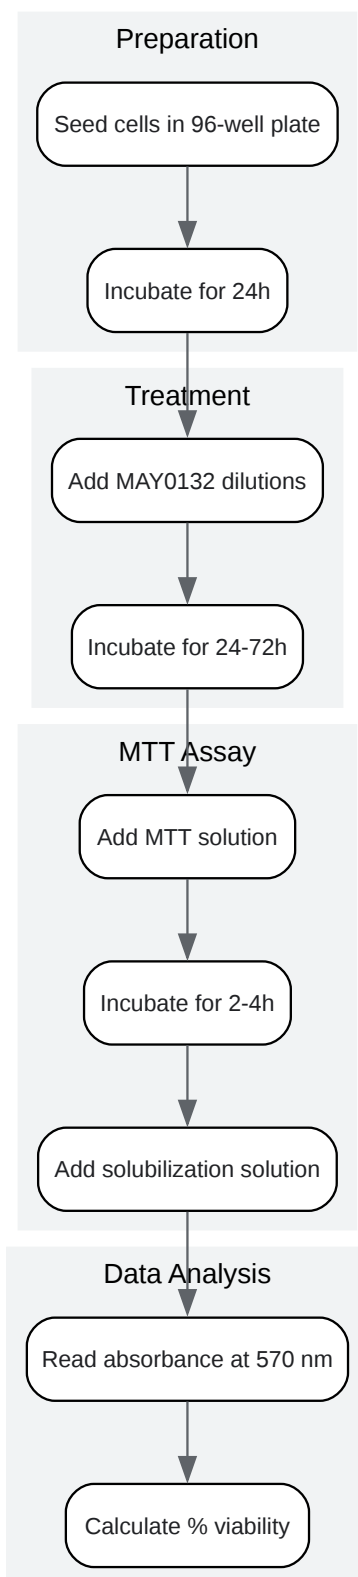 Preparation
Seed cells in 96-well plate
Incubate for 24h
Treatment
Add MAY0132 dilutions
Incubate for 24-72h
MTT Assay
Add MTT solution
Incubate for 2-4h
Add solubilization solution
Data Analysis
Read absorbance at 570 nm
Calculate % viability